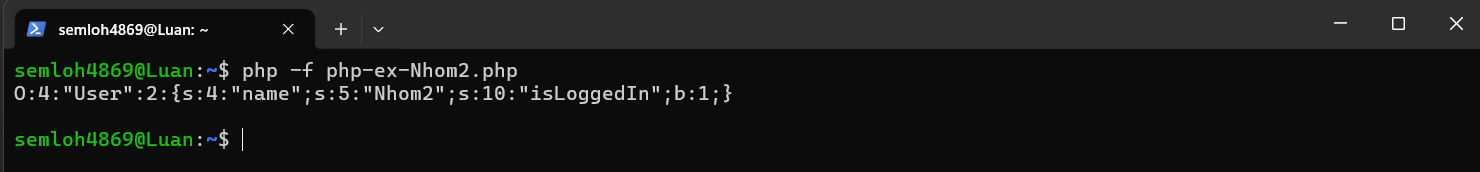 semloh4869@Luan: ~
semloh4869@Luan:~$ php -f php-ex-Nhom2.php
O:4:"User":2:{s:4:"name";s:5:"Nhom2";s:10:"isLoggedIn";b:1;}
semloh4869@Luan:~$